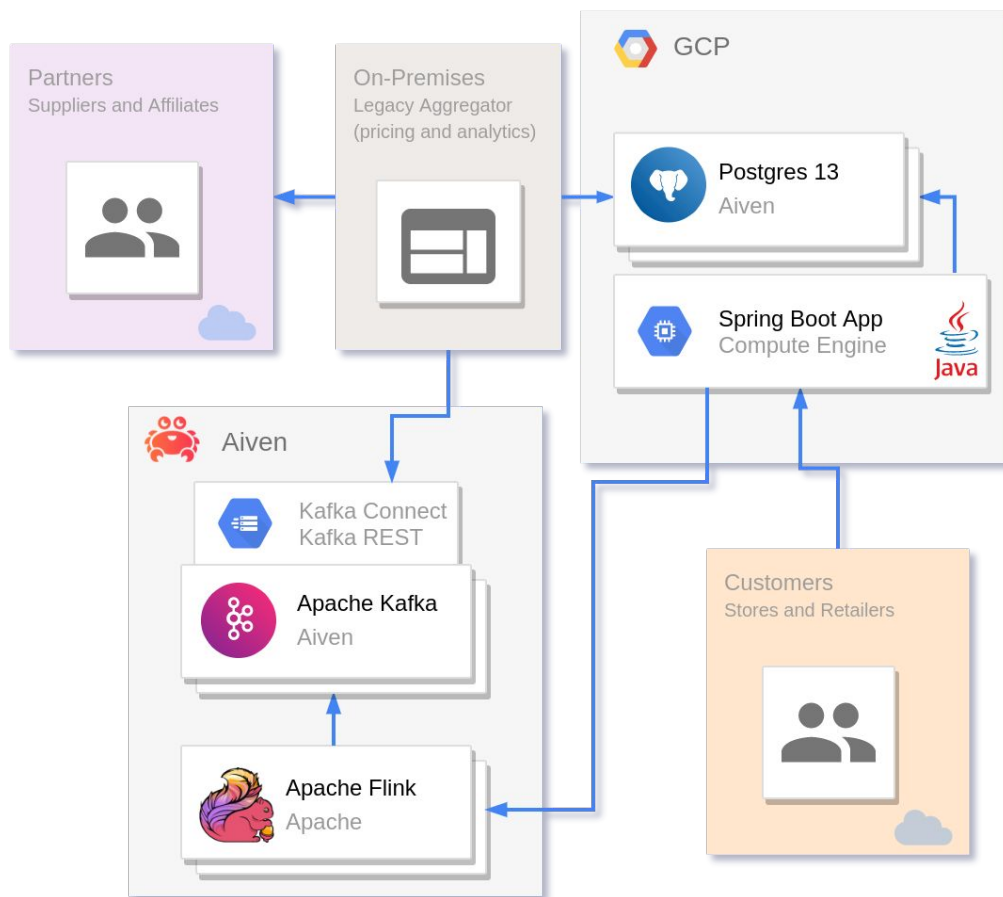 GCP
Partners
Suppliers and Affiliates
On-Premises
Legacy Aggregator
(pricing and analytics)
Postgres 13
Aiven
Spring Boot App
Compute Engine
Java
Aiven
Kafka Connect
Kafka REST
Apache Kafka
Aiven
Apache Flink
Apache
Customers
Stores and Retailers